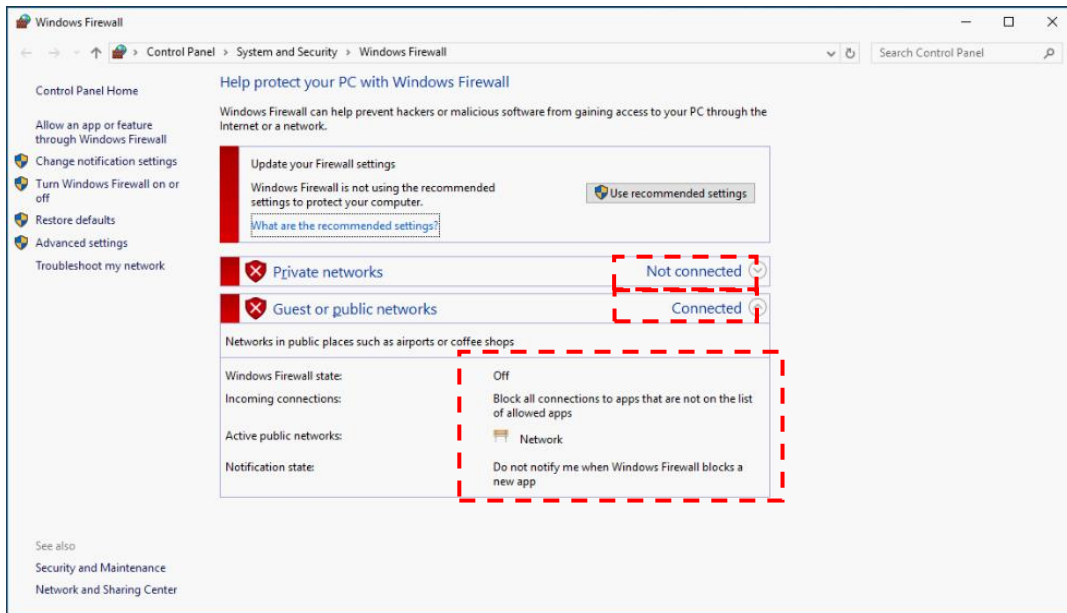 Windows Firewall
Control Panel > System and Security > Windows Firewall
Search Control Panel
Control Panel Home
Allow an app or feature
through Windows Firewall
Change notification settings
Turn Windows Firewall on or
off
Restore defaults
Advanced settings
Troubleshoot my network
Help protect your PC with Windows Firewall
Windows Firewall can help prevent hackers or malicious software from gaining access to your PC through the
Internet or a network.
Update your Firewall settings
Windows Firewall is not using the recommended
settings to protect your computer.
Use recommended settings
What are the recommended settings?
Private networks Not connected
Guest or public networks Connected
Networks in public places such as airports or coffee shops
Windows Firewall state: Off
Incoming connections: Block all connections to apps that are not on the list
of allowed apps
Active public networks: Network
Notification state: Do not notify me when Windows Firewall blocks a
new app
See also
Security and Maintenance
Network and Sharing Center